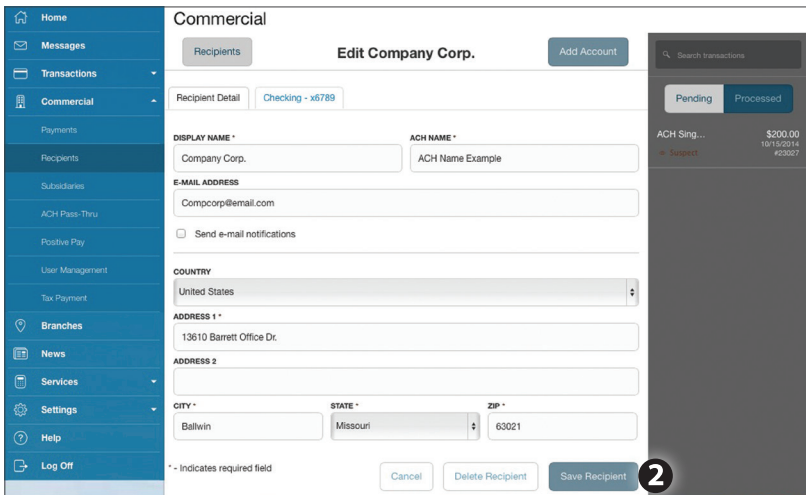 Home
Messages
Transactions
Commercial
Payments
Recipients
Subsidiaries
ACH Pass-Thru
Positive Pay
User Management
Tax Payment
Branches
News
Services
Settings
Help
Log Off
Commercial
Recipients
Edit Company Corp.
Add Account
Recipient Detail
Checking - x6789
DISPLAY NAME *
ACH NAME *
Company Corp.
ACH Name Example
E-MAIL ADDRESS
Compcorp@email.com
Send e-mail notifications
COUNTRY
United States
ADDRESS 1 *
13610 Barrett Office Dr.
ADDRESS 2
CITY *
STATE *
ZIP *
Ballwin
Missouri
63021
* - Indicates required field
Cancel
Delete Recipient
Save Recipient
2
Search transactions
Pending
Processed
ACH Sing...
$200.00
10/15/2014
Suspect
#23027